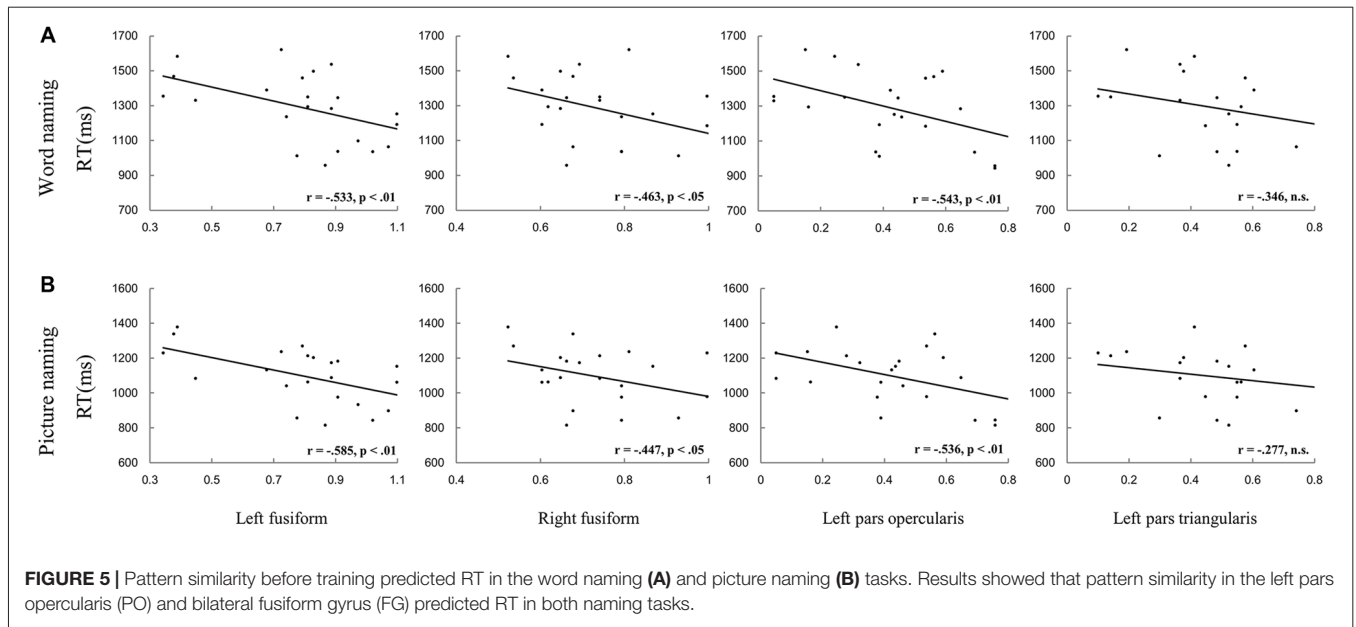 A
Word naming
RT(ms)
1700
1500
1300
1100
900
700
r = -.533, p < .01
0.3 0.5 0.7 0.9 1.1
1700
1500
1300
1100
900
700
r = -.463, p < .05
0.4 0.6 0.8 1
1700
1500
1300
1100
900
700
r = -.543, p < .01
0 0.2 0.4 0.6 0.8
1700
1500
1300
1100
900
700
r = -.346, n.s.
0 0.2 0.4 0.6 0.8
B
Picture naming
RT(ms)
1600
1400
1200
1000
800
600
r = -.585, p < .01
0.3 0.5 0.7 0.9 1.1
Left fusiform
1600
1400
1200
1000
800
600
r = -.447, p < .05
0.4 0.6 0.8 1
Right fusiform
1600
1400
1200
1000
800
600
r = -.536, p < .01
0 0.2 0.4 0.6 0.8
Left pars opercularis
1600
1400
1200
1000
800
600
r = -.277, n.s.
0 0.2 0.4 0.6 0.8
Left pars triangularis
FIGURE 5 | Pattern similarity before training predicted RT in the word naming (A) and picture naming (B) tasks. Results showed that pattern similarity in the left pars
opercularis (PO) and bilateral fusiform gyrus (FG) predicted RT in both naming tasks.